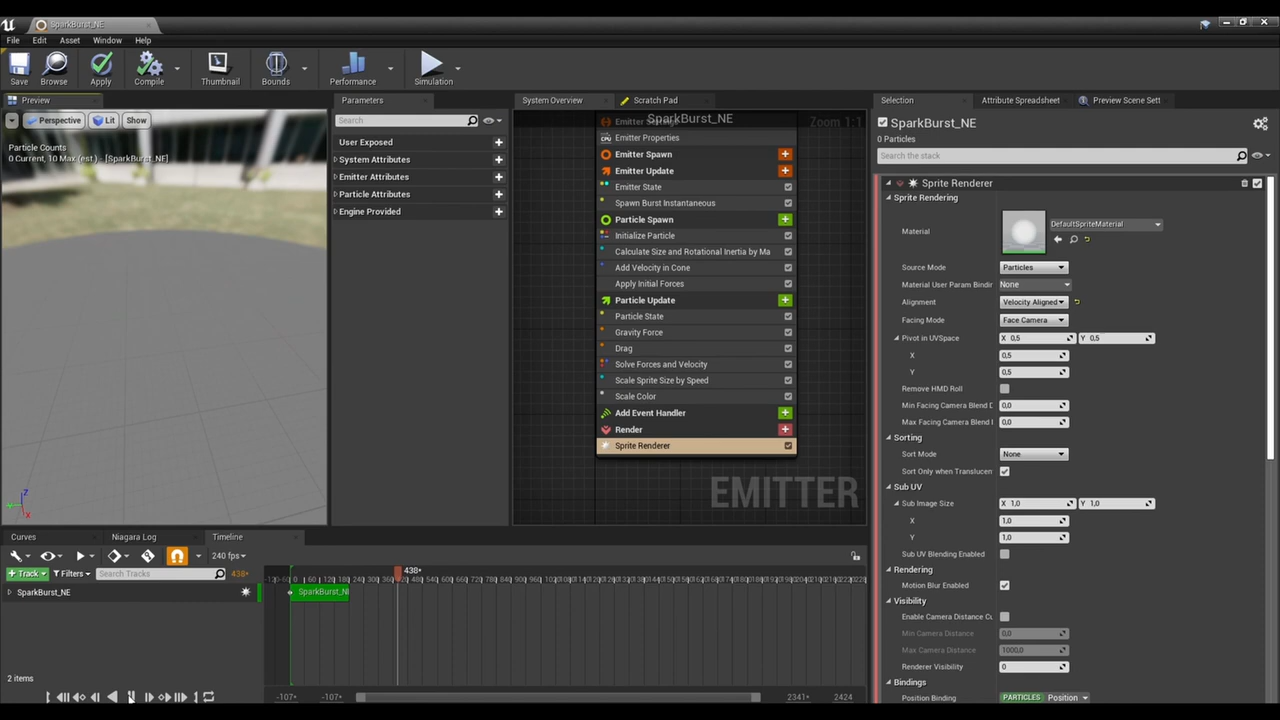 SparkBurst_NE
File Edit Asset Window Help
Save Browse Apply Compile Thumbnail Bounds Performance Simulation
Preview
Perspective Lit Show
Particle Counts
0 Current, 10 Max (est.) - [SparkBurst_NE]
Parameters
Search
User Exposed
System Attributes
Emitter Attributes
Particle Attributes
Engine Provided
System Overview Scratch Pad
SparkBurst_NE
Zoom 1:1
Emitter Properties
Emitter Spawn
Emitter Update
Emitter State
Spawn Burst Instantaneous
Particle Spawn
Initialize Particle
Calculate Size and Rotational Inertia by Ma
Add Velocity in Cone
Apply Initial Forces
Particle Update
Particle State
Gravity Force
Drag
Solve Forces and Velocity
Scale Sprite Size by Speed
Scale Color
Add Event Handler
Render
Sprite Renderer
EMITTER
Selection Attribute Spreadsheet Preview Scene Sett
SparkBurst_NE
0 Particles
Search the stack
Sprite Renderer
Sprite Rendering
Material DefaultSpriteMaterial
Source Mode Particles
Material User Param Bindin None
Alignment Velocity Aligned
Facing Mode Face Camera
Pivot in UVSpace X 0,5 Y 0,5
X 0,5
Y 0,5
Remove HMD Roll
Min Facing Camera Blend D 0,0
Max Facing Camera Blend 0,0
Sorting
Sort Mode None
Sort Only when Translucen
Sub UV
Sub Image Size X 1,0 Y 1,0
X 1,0
Y 1,0
Sub UV Blending Enabled
Rendering
Motion Blur Enabled
Visibility
Enable Camera Distance Cu
Min Camera Distance 0,0
Max Camera Distance 1000,0
Renderer Visibility 0
Bindings
Position Binding PARTICLES Position
Curves Niagara Log Timeline
240 fps
Track Filters Search Tracks 438*
438*
SparkBurst_NE
SparkBurst_NE
2 items
-107* -107* 2341* 2424